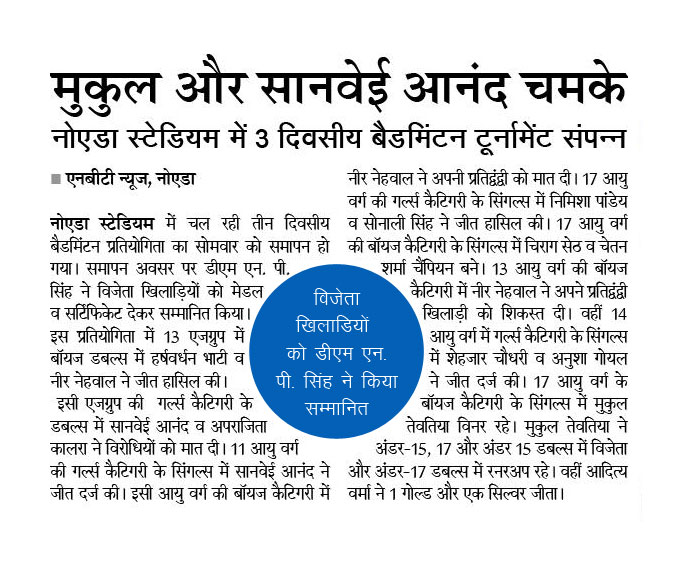 मुकुल और सानवेई आनंद चमके
नोएडा स्टेडियम में 3 दिवसीय बैडमिंटन टूर्नामेंट संपन्न
■ एनबीटी न्यूज, नोएडा
नोएडा स्टेडियम में चल रही तीन दिवसीय
बैडमिंटन प्रतियोगिता का सोमवार को समापन हो
गया। समापन अवसर पर डीएम एन. पी.
सिंह ने विजेता खिलाड़ियों को मेडल
व सर्टिफिकेट देकर सम्मानित किया।
इस प्रतियोगिता में 13 एजग्रुप में
बॉयज डबल्स में हर्षवर्धन भाटी व
नीर नेहवाल ने जीत हासिल की।
इसी एजग्रुप की गर्ल्स कैटिगरी के
डबल्स में सानवेई आनंद व अपराजिता
कालरा ने विरोधियों को मात दी। 11 आयु वर्ग
की गर्ल्स कैटिगरी के सिंगल्स में सानवेई आनंद ने
जीत दर्ज की। इसी आयु वर्ग की बॉयज कैटिगरी में
विजेता
खिलाडियों
को डीएम एन.
पी. सिंह ने किया
सम्मानित
नीर नेहवाल ने अपनी प्रतिद्वंद्वी को मात दी। 17 आयु
वर्ग की गर्ल्स कैटिगरी के सिंगल्स में निमिशा पांडेय
व सोनाली सिंह ने जीत हासिल की। 17 आयु वर्ग
की बॉयज कैटिगरी के सिंगल्स में चिराग सेठ व चेतन
शर्मा चैंपियन बने। 13 आयु वर्ग की बॉयज
कैटिगरी में नीर नेहवाल ने अपने प्रतिद्वंद्वी
खिलाड़ी को शिकस्त दी। वहीं 14
आयु वर्ग में गर्ल्स कैटिगरी के सिंगल्स
में शेहजार चौधरी व अनुशा गोयल
ने जीत दर्ज की। 17 आयु वर्ग के
बॉयज कैटिगरी के सिंगल्स में मुकुल
तेवतिया विनर रहे। मुकुल तेवतिया ने
अंडर-15, 17 और अंडर 15 डबल्स में विजेता
और अंडर-17 डबल्स में रनरअप रहे। वहीं आदित्य
वर्मा ने 1 गोल्ड और एक सिल्वर जीता।